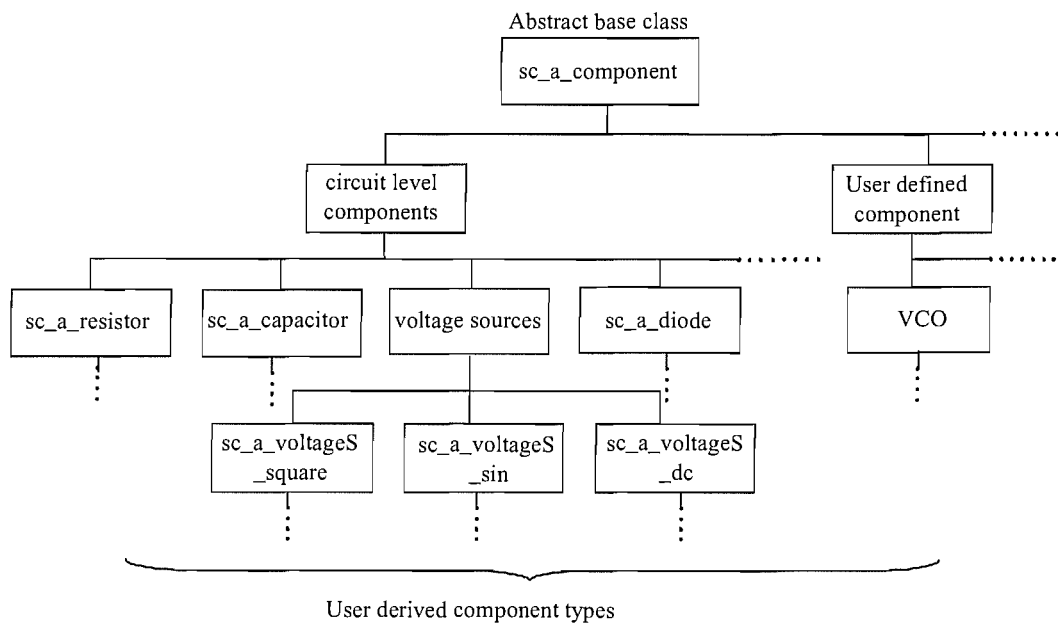 Abstract base class
sc_a_component
circuit level
components
User defined
component
sc_a_resistor
sc_a_capacitor
voltage sources
sc_a_diode
VCO
sc_a_voltageS
_square
sc_a_voltageS
_sin
sc_a_voltageS
_dc
User derived component types